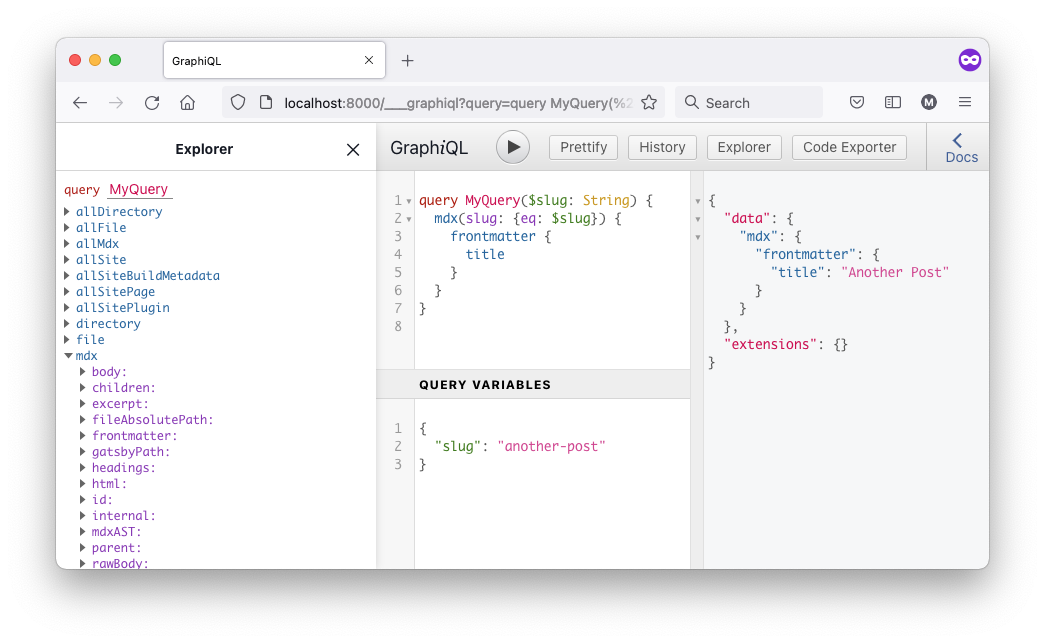 GraphiQL
localhost:8000/___graphiql?query=query MyQuery(%2
Search
M
Explorer
GraphiQL
Prettify
History
Explorer
Code Exporter
Docs
query MyQuery
allDirectory
allFile
allMdx
allSite
allSiteBuildMetadata
allSitePage
allSitePlugin
directory
file
mdx
body:
children:
excerpt:
fileAbsolutePath:
frontmatter:
gatsbyPath:
headings:
html:
id:
internal:
mdxAST:
parent:
rawBody:
1 query MyQuery($slug: String) {
2 mdx(slug: {eq: $slug}) {
3 frontmatter {
4 title
5 }
6 }
7 }
8
QUERY VARIABLES
1 {
2 "slug": "another-post"
3 }
{
"data": {
"mdx": {
"frontmatter": {
"title": "Another Post"
}
}
},
"extensions": {}
}